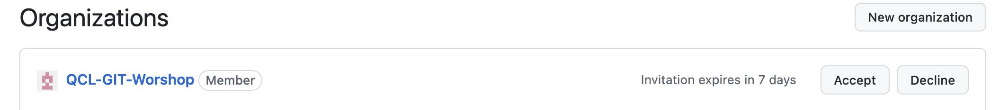 Organizations
New organization
QCL-GIT-Worshop Member Invitation expires in 7 days Accept Decline